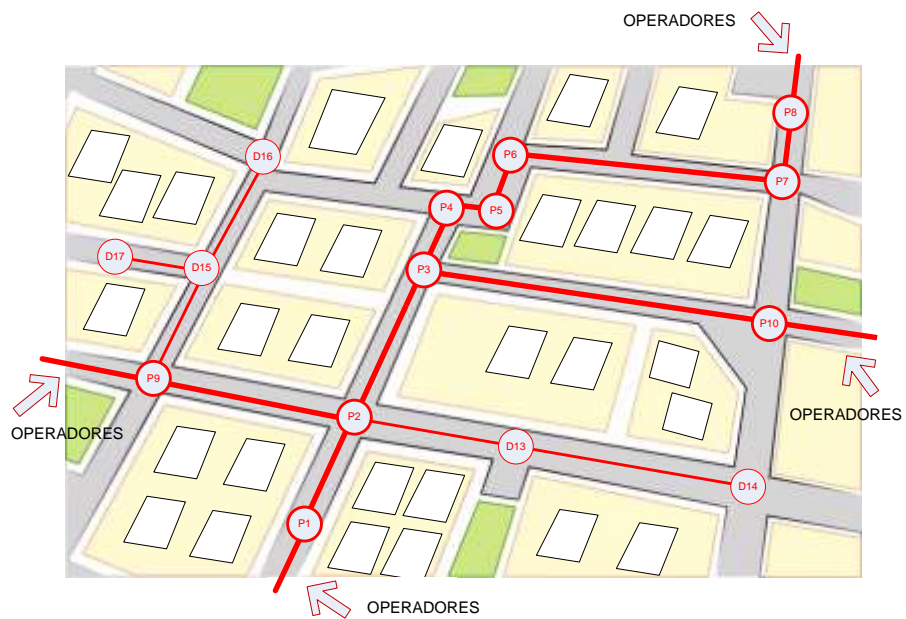 OPERADORES
P8
D16
P6
P7
P4
P5
D17
D15
P3
P10
P9
OPERADORES
P2
OPERADORES
D13
D14
P1
OPERADORES